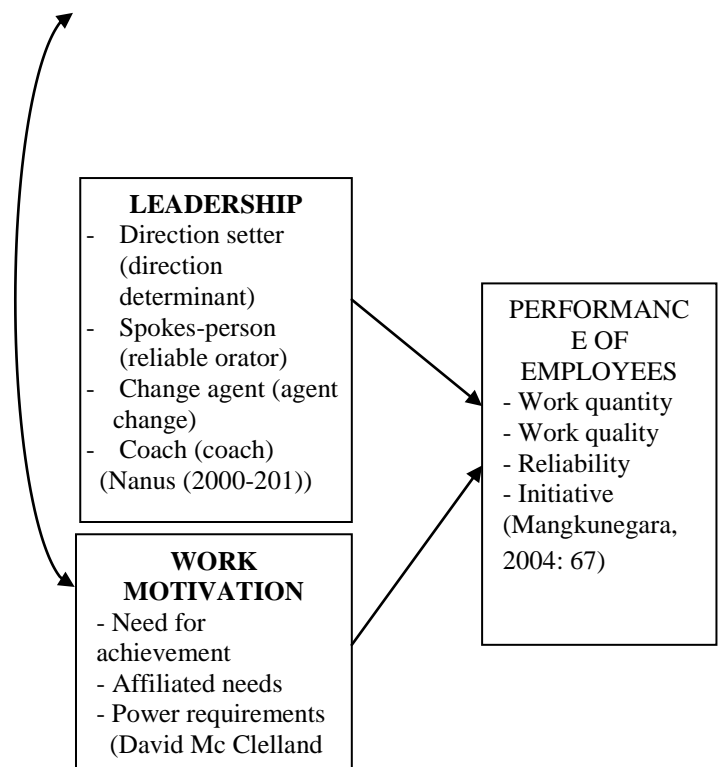 LEADERSHIP
- Direction setter
(direction
determinant)
- Spokes-person
(reliable orator)
- Change agent (agent
change)
- Coach (coach)
(Nanus (2000-201))
WORK
MOTIVATION
- Need for
achievement
- Affiliated needs
- Power requirements
(David Mc Clelland
PERFORMANC
E OF
EMPLOYEES
- Work quantity
- Work quality
- Reliability
- Initiative
(Mangkunegara,
2004: 67)